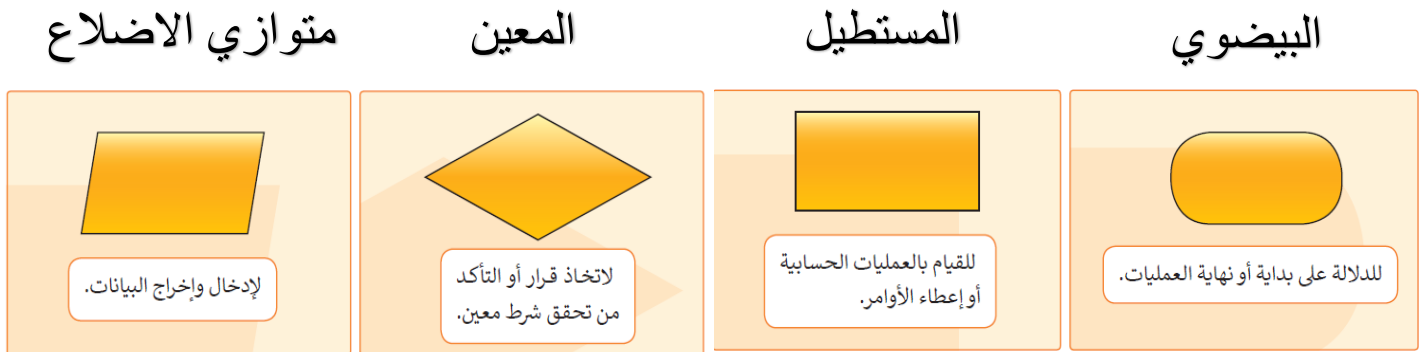 البيضوي
المستطيل
المعين
متوازي الاضلاع
للدلالة على بداية أو نهاية العمليات.
للقيام بالعمليات الحسابية
أو إعطاء الأوامر.
لاتخاذ قرار أو التأكد
من تحقق شرط معين.
لإدخال وإخراج البيانات.